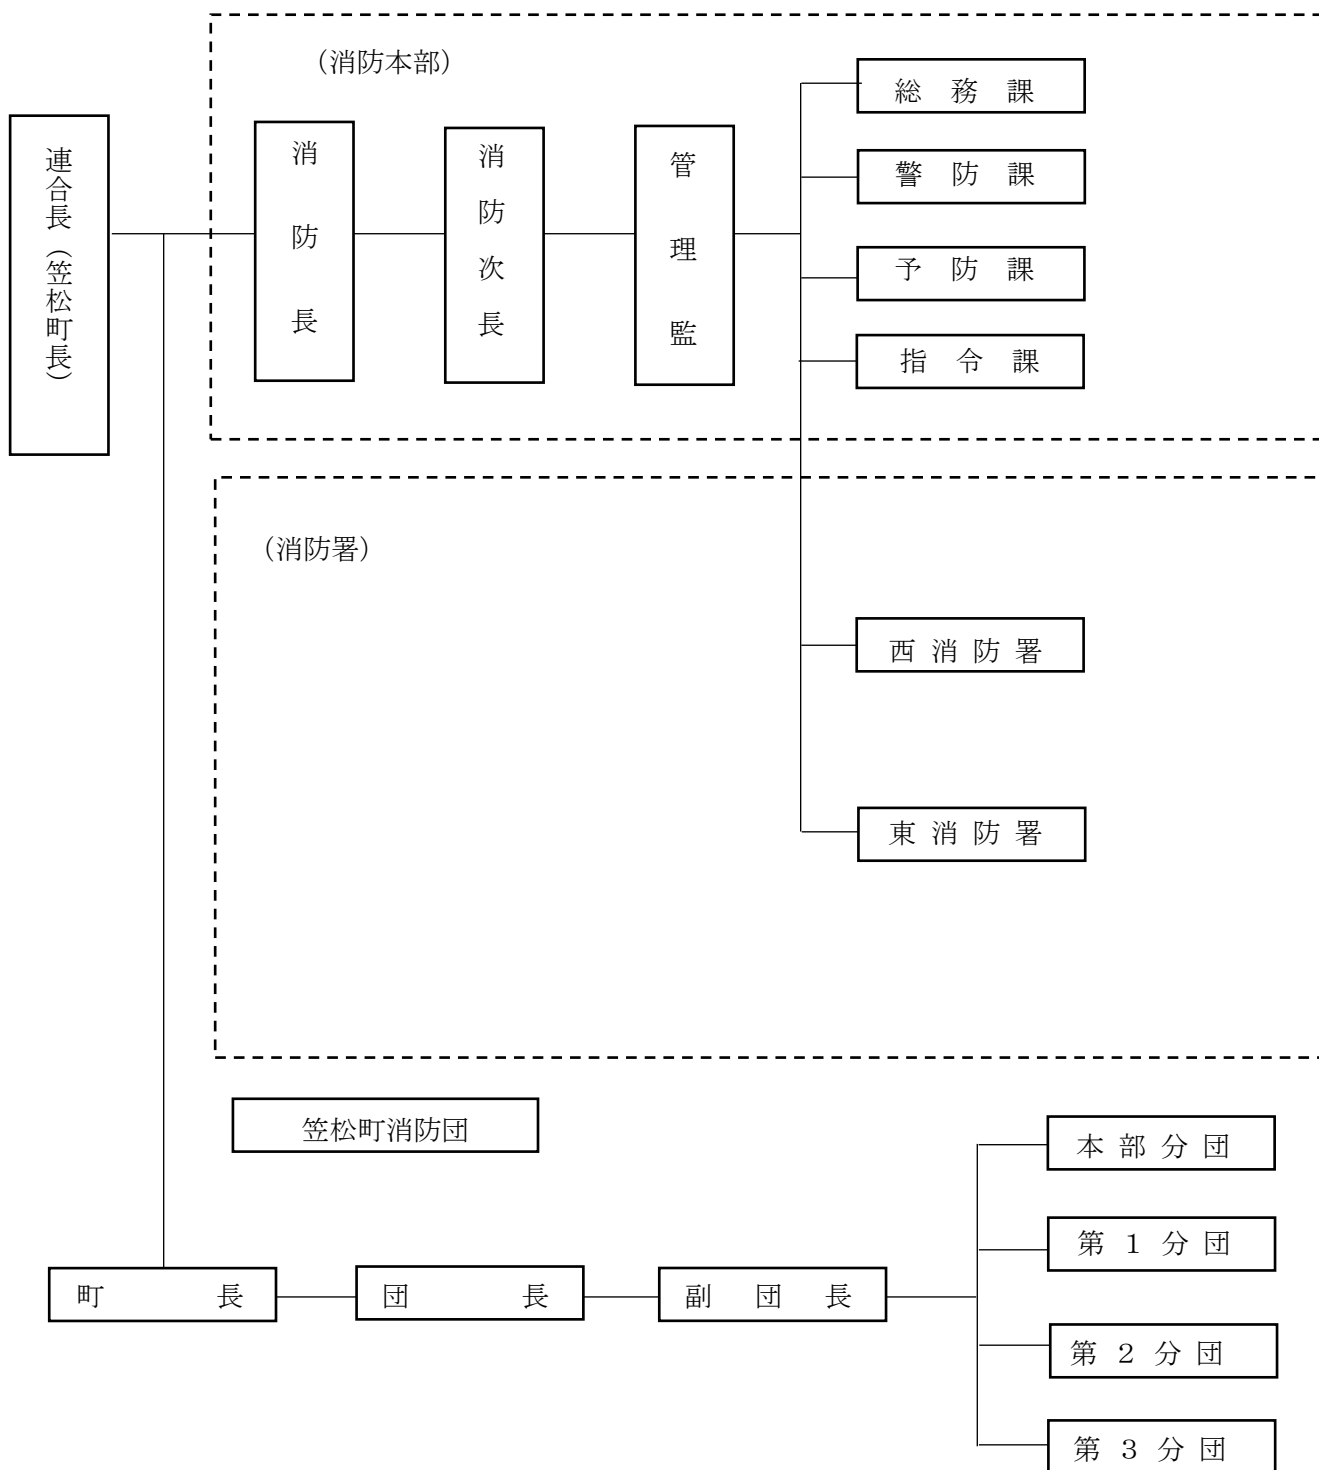 （消防本部）
連合長（笠松町長）
消防長
消防次長
管理監
総務課
警防課
予防課
指令課
（消防署）
西消防署
東消防署
笠松町消防団
町長
団長
副団長
本部分団
第１分団
第２分団
第３分団